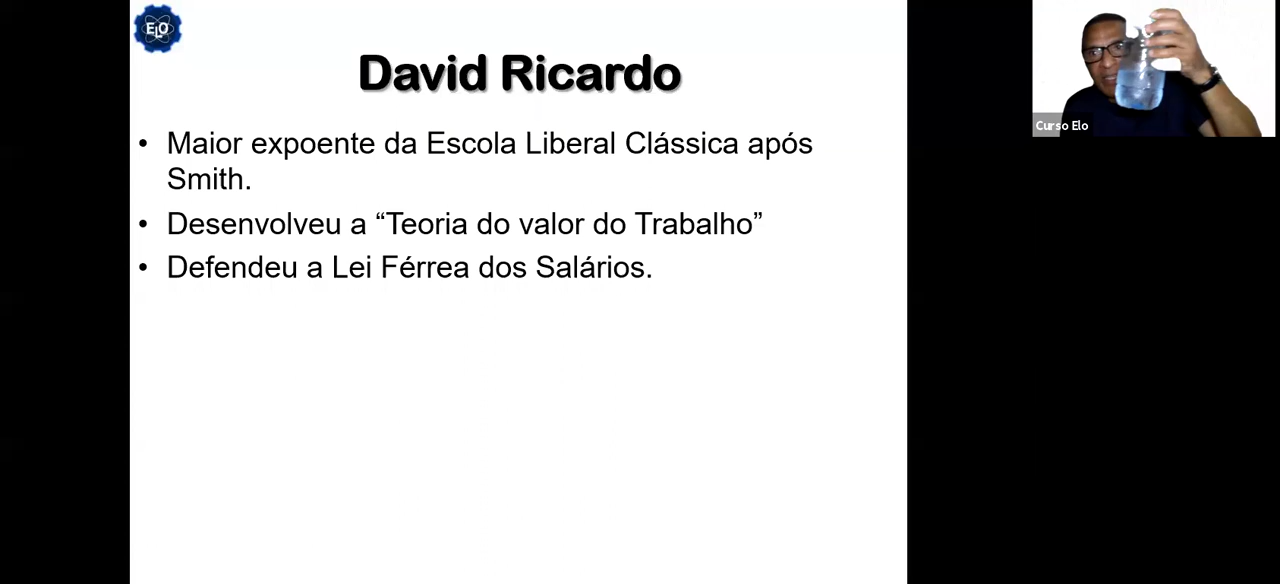 ELO
David Ricardo
• Maior expoente da Escola Liberal Clássica após
Smith.
• Desenvolveu a “Teoria do valor do Trabalho”
• Defendeu a Lei Férrea dos Salários.
Curso Elo